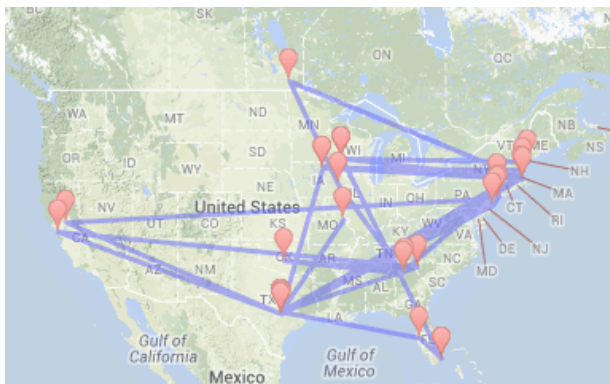 BC
SK
ON
QC
NB
WA
MT
ND
MN
WI
MI
VT
ME
NS
NH
OR
ID
WY
SD
IA
NY
MA
CT
RI
NE
IN
OH
PA
NJ
DE
MD
NV
UT
CO
United States
KS
MO
KY
WV
VA
CA
AZ
NM
OK
AR
TN
NC
SC
TX
LA
MS
AL
GA
FL
Gulf of
California
Gulf of
Mexico
Mexico